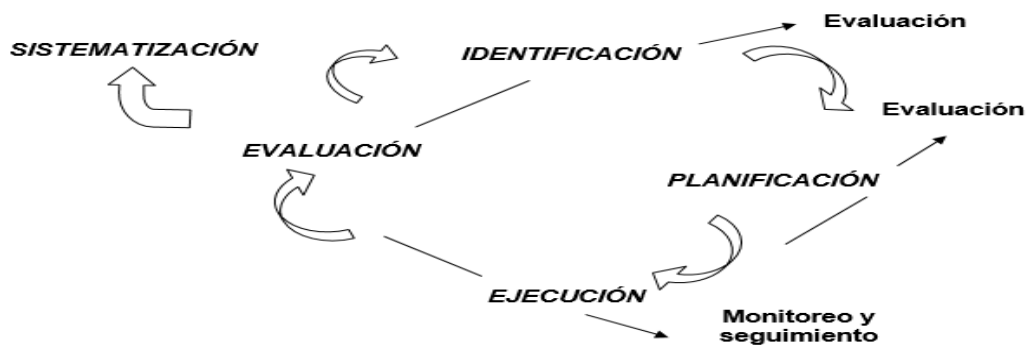 Evaluación
SISTEMATIZACIÓN
IDENTIFICACIÓN
Evaluación
EVALUACIÓN
PLANIFICACIÓN
EJECUCIÓN
Monitoreo y
seguimiento